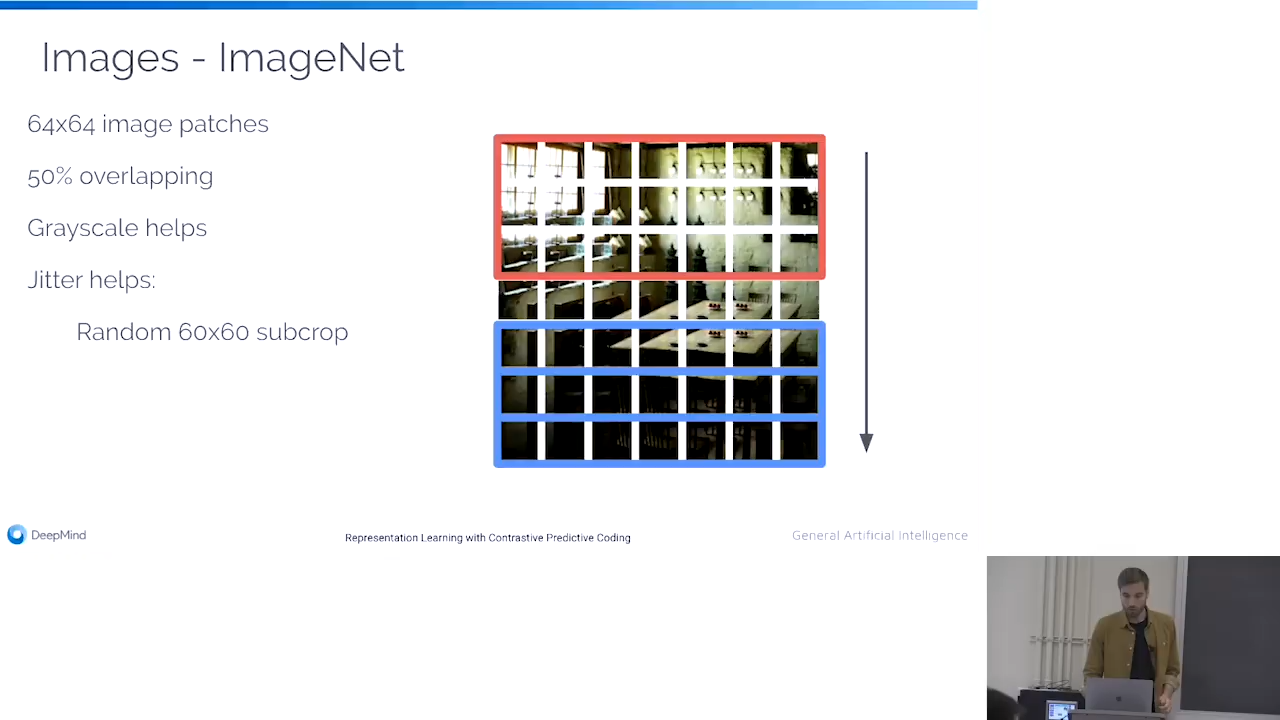 Images - ImageNet
64x64 image patches
50% overlapping
Grayscale helps
Jitter helps:
Random 60x60 subcrop
DeepMind
Representation Learning with Contrastive Predictive Coding
General Artificial Intelligence